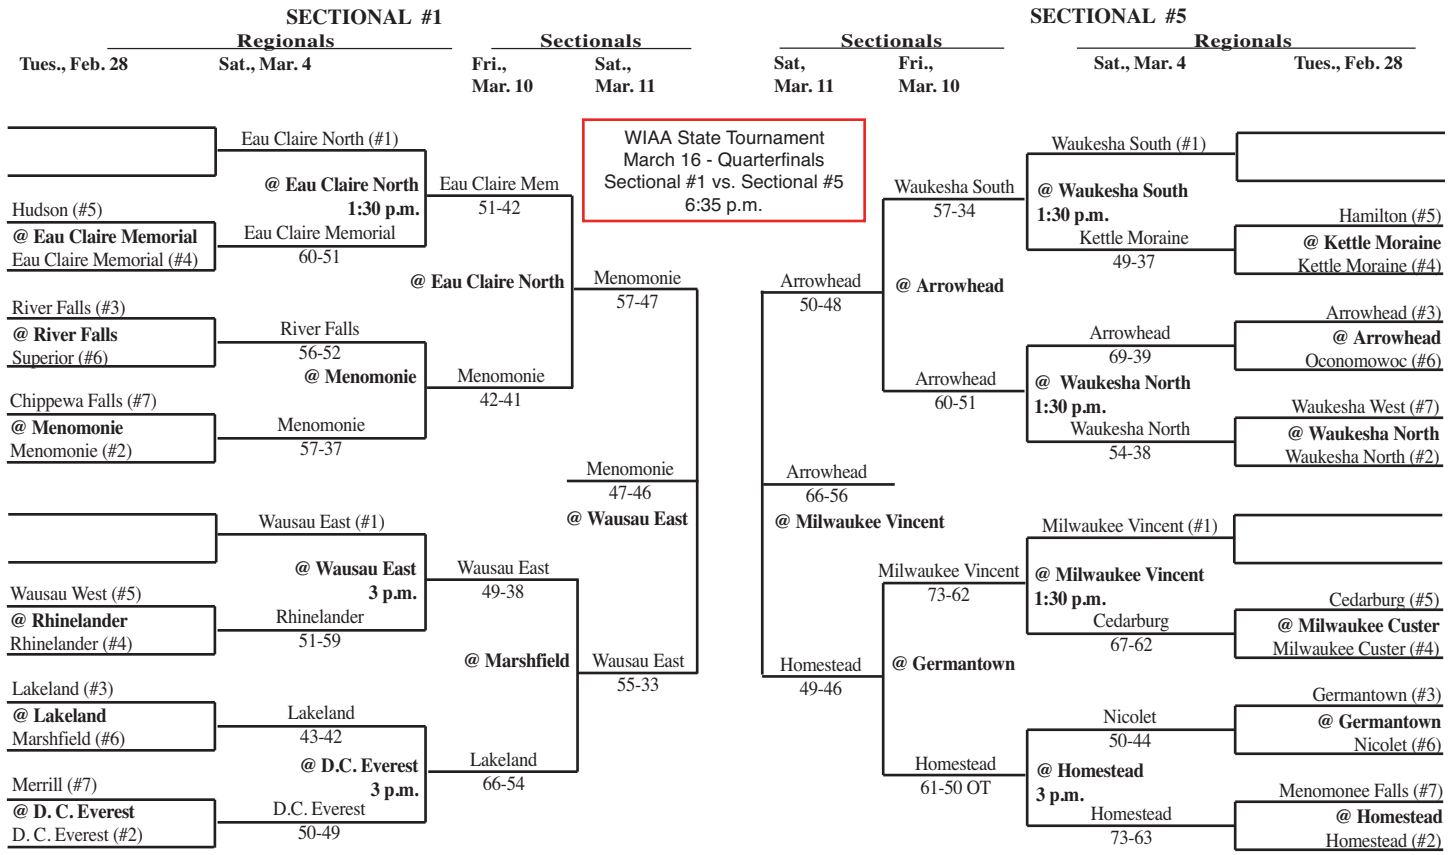 SECTIONAL #1
Regionals
Sectionals
Tues., Feb. 28
Sat., Mar. 4
Fri.,
Mar. 10
Sat.,
Mar. 11
Eau Claire North (#1)
@ Eau Claire North
1:30 p.m.
Hudson (#5)
@ Eau Claire Memorial
Eau Claire Memorial (#4)
Eau Claire Memorial
60-51
Eau Claire Mem
51-42
@ Eau Claire North
River Falls (#3)
@ River Falls
Superior (#6)
River Falls
56-52
@ Menomonie
Chippewa Falls (#7)
@ Menomonie
Menomonie (#2)
Menomonie
57-37
Menomonie
42-41
Menomonie
57-47
Menomonie
47-46
@ Wausau East
Wausau East (#1)
@ Wausau East
3 p.m.
Wausau West (#5)
@ Rhinelander
Rhinelander (#4)
Rhinelander
51-59
Wausau East
49-38
@ Marshfield
Wausau East
55-33
Lakeland (#3)
@ Lakeland
Marshfield (#6)
Lakeland
43-42
@ D.C. Everest
3 p.m.
Lakeland
66-54
Merrill (#7)
@ D. C. Everest
D. C. Everest (#2)
D.C. Everest
50-49
WIAA State Tournament
March 16 - Quarterfinals
Sectional #1 vs. Sectional #5
6:35 p.m.
SECTIONAL #5
Sectionals
Regionals
Sat,
Mar. 11
Fri.,
Mar. 10
Sat., Mar. 4
Tues., Feb. 28
Waukesha South (#1)
@ Waukesha South
1:30 p.m.
Hamilton (#5)
@ Kettle Moraine
Kettle Moraine (#4)
Kettle Moraine
49-37
Waukesha South
57-34
@ Arrowhead
Arrowhead
50-48
Arrowhead (#3)
@ Arrowhead
Oconomowoc (#6)
Arrowhead
69-39
@ Waukesha North
1:30 p.m.
Arrowhead
60-51
Waukesha West (#7)
@ Waukesha North
Waukesha North (#2)
Waukesha North
54-38
Arrowhead
66-56
@ Milwaukee Vincent
Milwaukee Vincent (#1)
@ Milwaukee Vincent
1:30 p.m.
Milwaukee Vincent
73-62
Cedarburg (#5)
@ Milwaukee Custer
Milwaukee Custer (#4)
Cedarburg
67-62
@ Germantown
Homestead
49-46
Germantown (#3)
@ Germantown
Nicolet (#6)
Nicolet
50-44
Homestead
61-50 OT
@ Homestead
3 p.m.
Menomonee Falls (#7)
@ Homestead
Homestead (#2)
Homestead
73-63